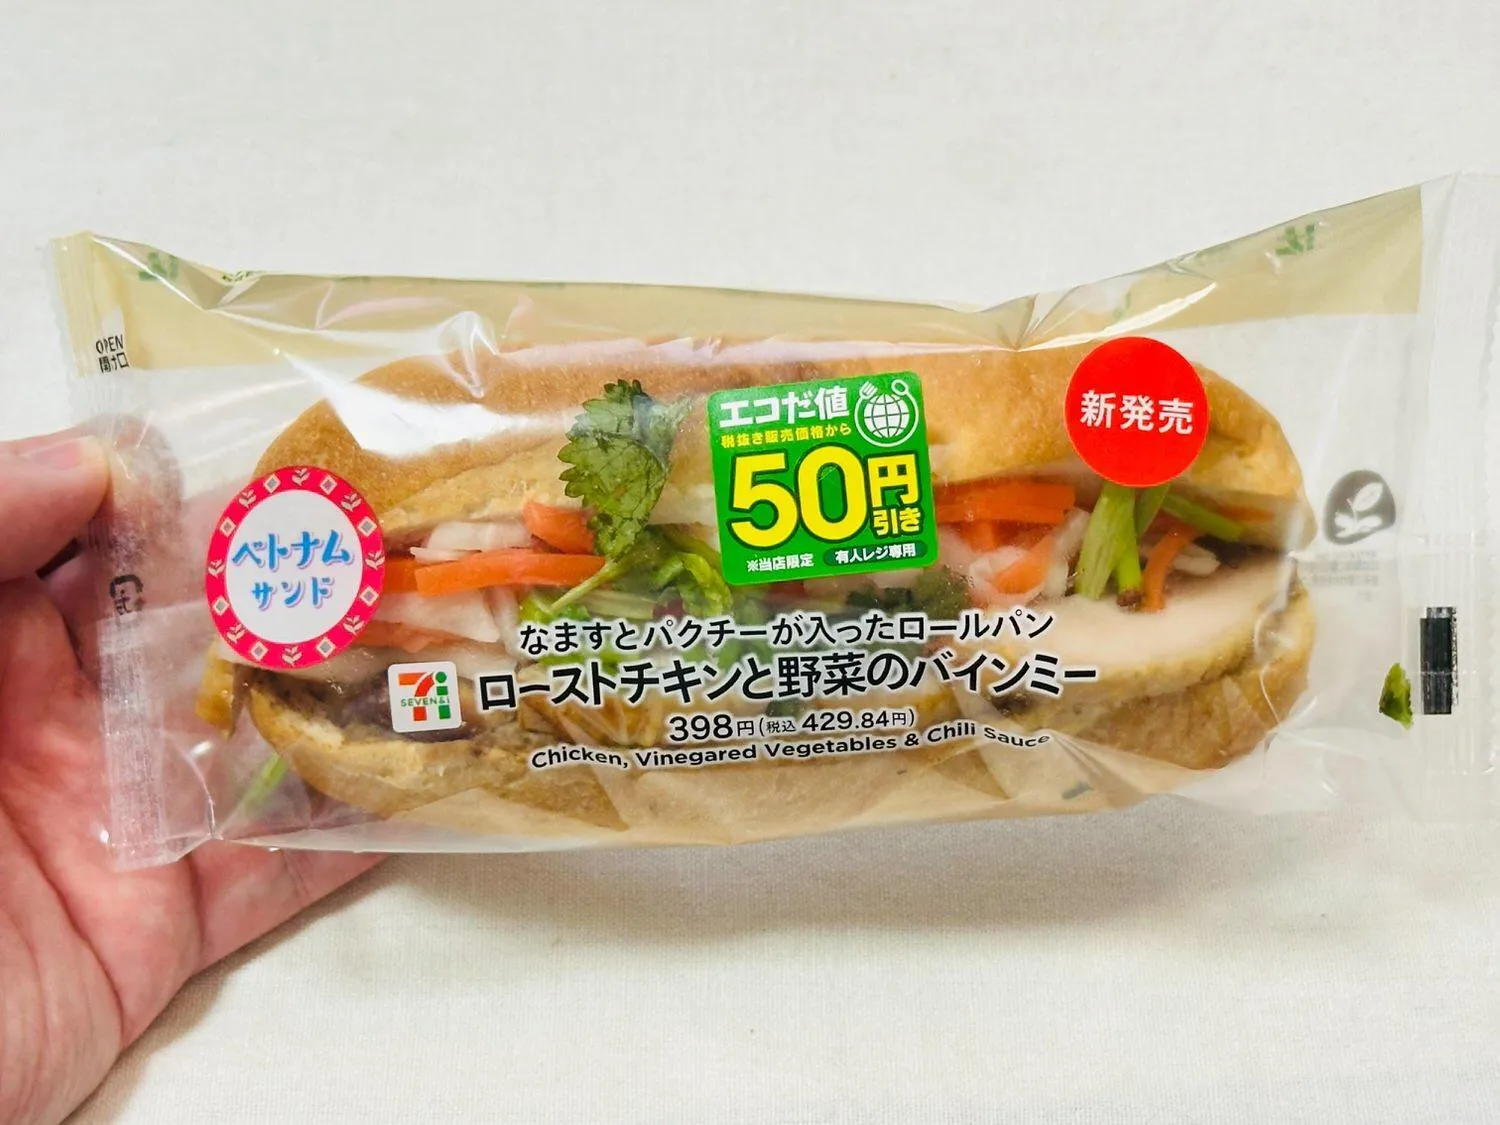 OPEN
開け口
エコだ値
税抜き販売価格から
50円引き
※当店限定 有人レジ専用
新発売
ベトナム
サンド
なますとパクチーが入ったロールパン
ローストチキンと野菜のバインミー
7i
SEVEN&i
398円(税込 429.84円)
Chicken, Vinegared Vegetables & Chili Sauce